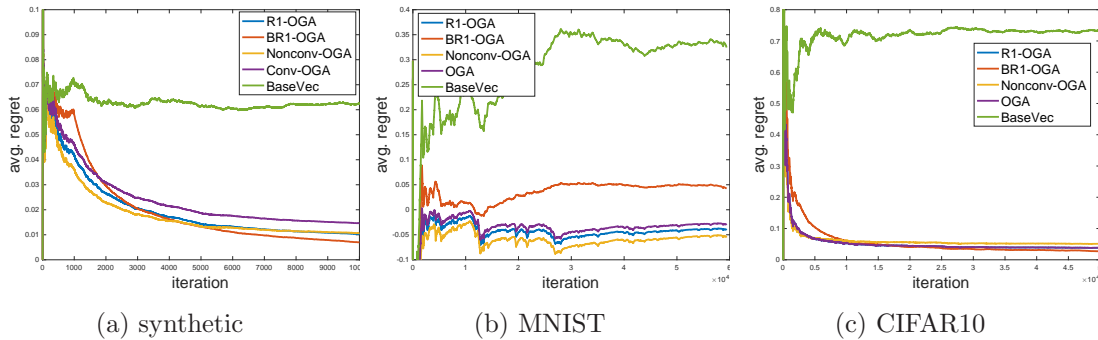 0.1
0.09
0.08
0.07
0.06
0.05
0.04
0.03
0.02
0.01
0
avg. regret
0 1000 2000 3000 4000 5000 6000 7000 8000 9000 1000
iteration
R1-OGA
BR1-OGA
Nonconv-OGA
Conv-OGA
BaseVec
(a) synthetic
0.4
0.35
0.3
0.25
0.2
0.15
0.1
0.05
0
-0.05
-0.1
avg. regret
0 1 2 3 4 5 6
×10⁴
iteration
R1-OGA
BR1-OGA
Nonconv-OGA
OGA
BaseVec
(b) MNIST
0.8
0.7
0.6
0.5
0.4
0.3
0.2
0.1
0
avg. regret
0 0.5 1 1.5 2 2.5 3 3.5 4 4.5 5
×10⁴
iteration
R1-OGA
BR1-OGA
Nonconv-OGA
OGA
BaseVec
(c) CIFAR10